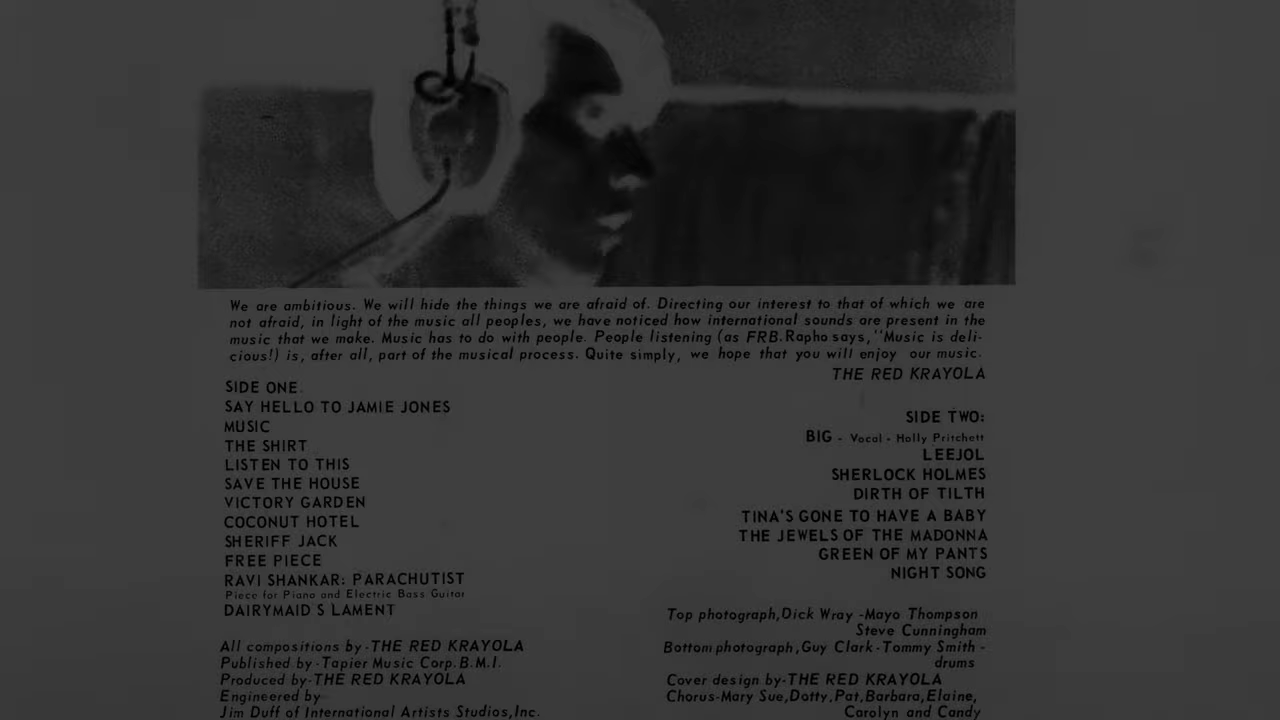 We are ambitious. We will hide the things we are afraid of. Directing our interest to that of which we are
not afraid, in light of the music all peoples, we have noticed how international sounds are present in the
music that we make. Music has to do with people. People listening (as FRB. Rapho says, "Music is deli-
cious!) is, after all, part of the musical process. Quite simply, we hope that you will enjoy our music.
THE RED KRAYOLA
SIDE ONE.
SAY HELLO TO JAMIE JONES
MUSIC
THE SHIRT
LISTEN TO THIS
SAVE THE HOUSE
VICTORY GARDEN
COCONUT HOTEL
SHERIFF JACK
FREE PIECE
RAVI SHANKAR: PARACHUTIST
Piece for Piano and Electric Bass Guitar
DAIRYMAID S LAMENT
All compositions by -THE RED KRAYOLA
Published by -Tapier Music Corp. B.M.I.
Produced by-THE RED KRAYOLA
Engineered by
Jim Duff of International Artists Studios, Inc.
SIDE TWO:
BIG - Vocal - Holly Pritchett
LEEJOL
SHERLOCK HOLMES
DIRTH OF TILTH
TINA'S GONE TO HAVE A BABY
THE JEWELS OF THE MADONNA
GREEN OF MY PANTS
NIGHT SONG
Top photograph, Dick Wray -Mayo Thompson
Steve Cunningham
Bottom photograph, Guy Clark - Tommy Smith -
drums
Cover design by-THE RED KRAYOLA
Chorus-Mary Sue, Dotty, Pat, Barbara, Elaine,
Carolyn and Candy